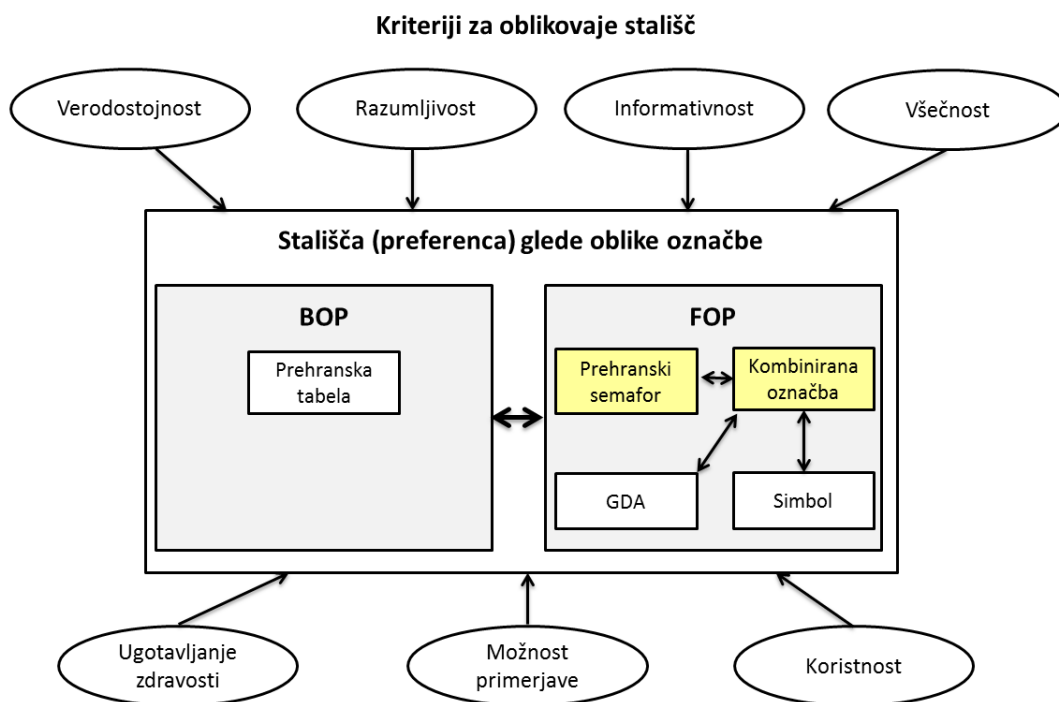 Kriteriji za oblikovaje stališč
Verodostojnost
Razumljivost
Informativnost
Všečnost
Stališča (preferenca) glede oblike označbe
BOP
Prehranska
tabela
FOP
Prehranski
semafor
Kombinirana
označba
GDA
Simbol
Ugotavljanje
zdravosti
Možnost
primerjave
Koristnost